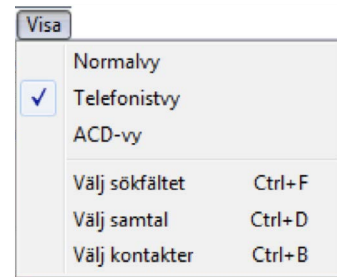 Visa
Normalvy
Telefonistvy
ACD-vy
Välj sökfältet Ctrl+F
Välj samtal Ctrl+D
Välj kontakter Ctrl+B